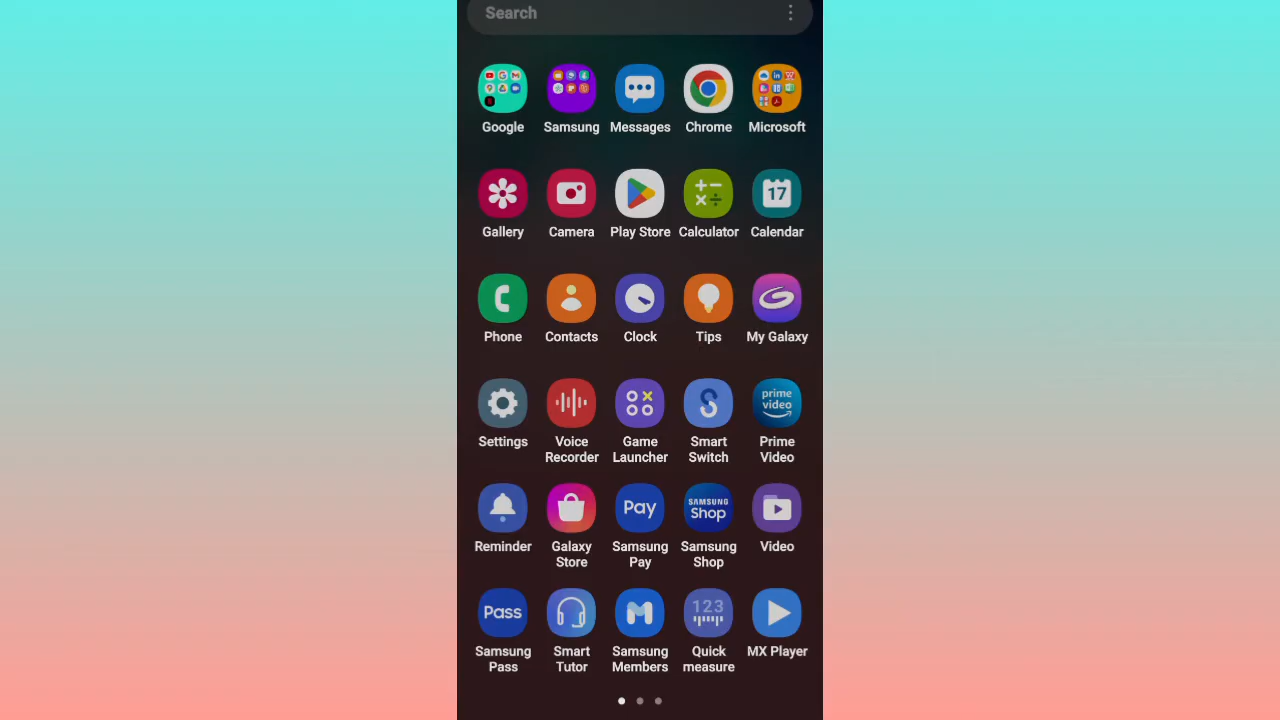 Search
Google Samsung Messages Chrome Microsoft
17
Gallery Camera Play Store Calculator Calendar
Phone Contacts Clock Tips My Galaxy
prime
video
Settings Voice Game Smart Prime
Recorder Launcher Switch Video
Pay SAMSUNG
Shop
Reminder Galaxy Samsung Samsung Video
Store Pay Shop
Pass 123
Samsung Smart Samsung Quick MX Player
Pass Tutor Members measure